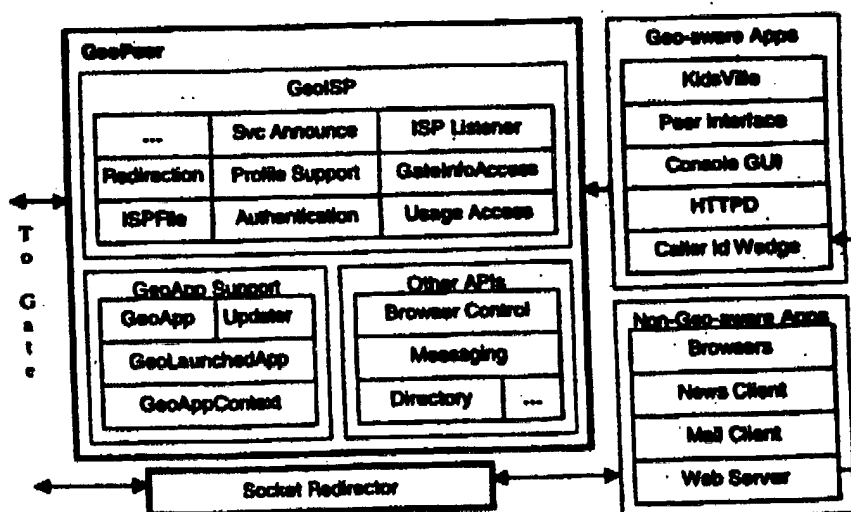 GeoPeer
GeoISP
... Svc Announce ISP Listener
Redirection Profile Support GateInfoAccess
ISPFile Authentication Usage Access
GeoApp Support
GeoApp Updater
GeoLaunchedApp
GeoAppContext
Other APIs
Browser Control
Messaging
Directory ...
Geo-aware Apps
KidsVille
Peer Interface
Console GUI
HTTPD
Caller Id Wedge
Non-Geo-aware Apps
Browsers
News Client
Mail Client
Web Server
To Gate
Socket Redirector